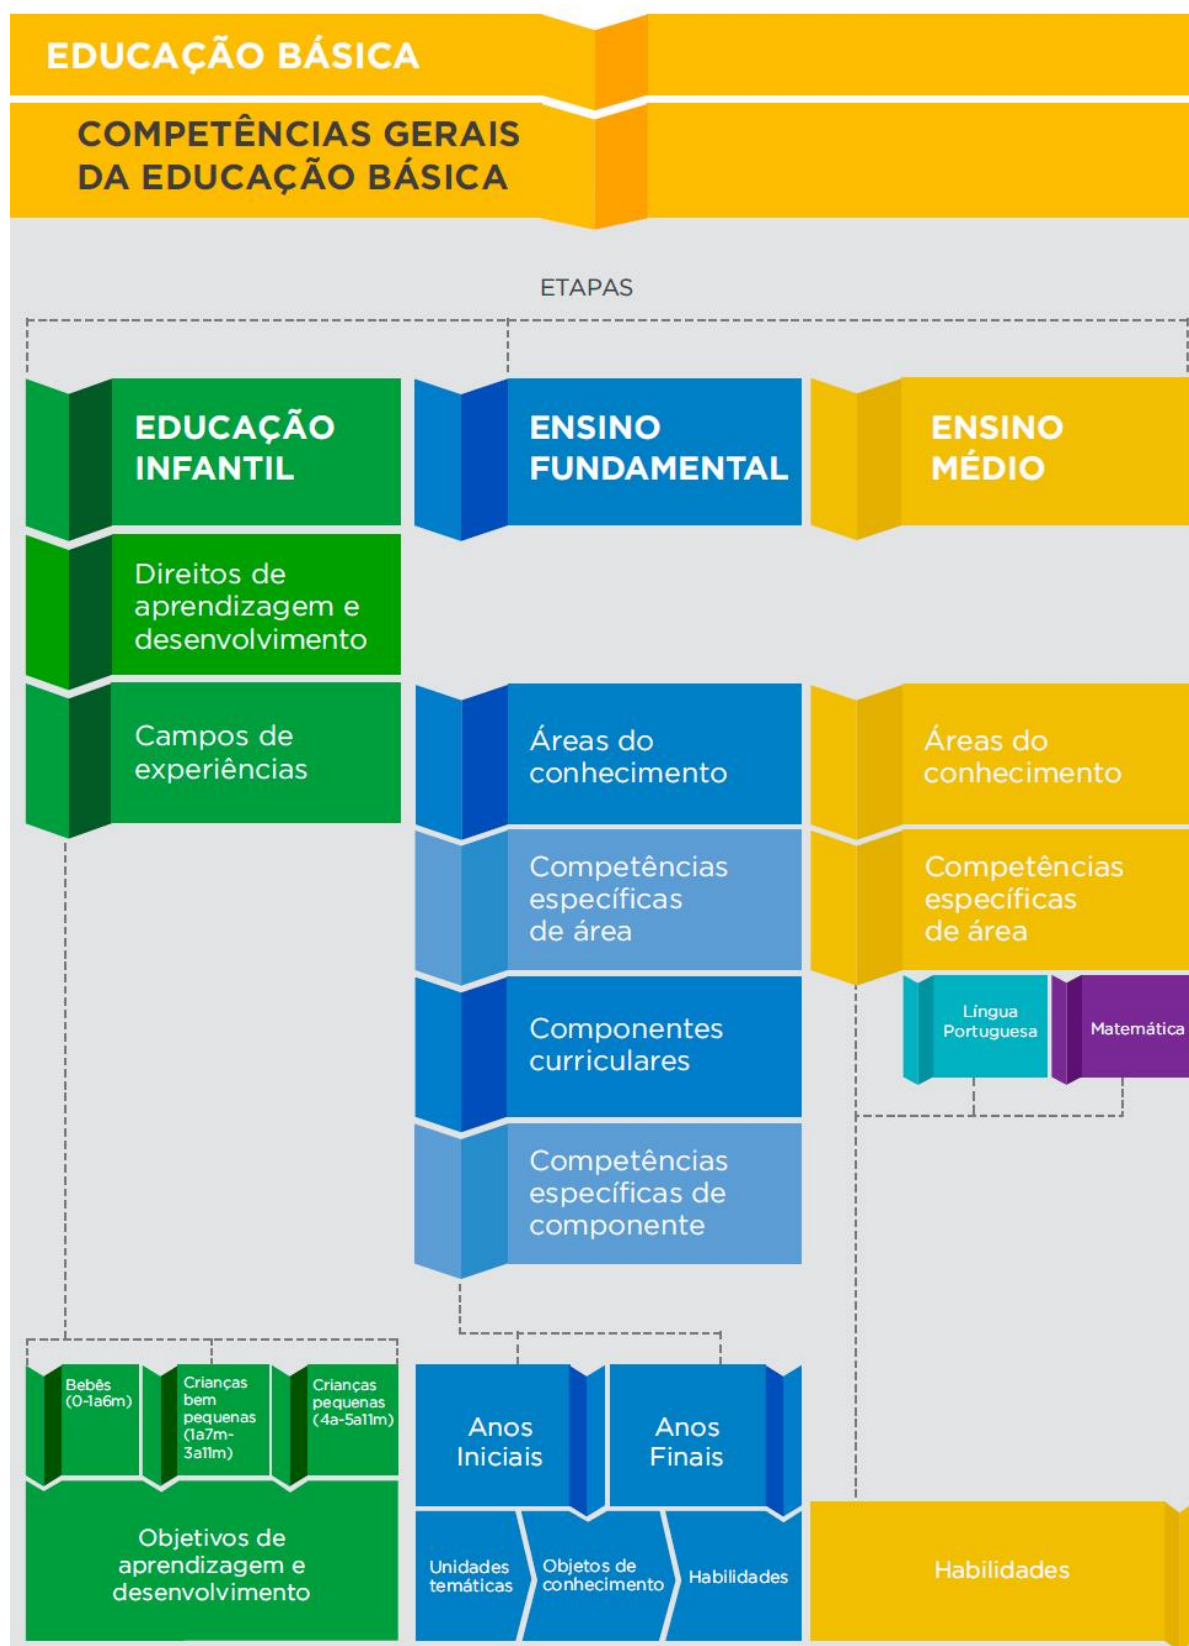 EDUCAÇÃO BÁSICA
COMPETÊNCIAS GERAIS
DA EDUCAÇÃO BÁSICA
ETAPAS
EDUCAÇÃO
INFANTIL
Direitos de
aprendizagem e
desenvolvimento
Campos de
experiências
Bebês
(0-1a6m)
Crianças
bem
pequenas
(1a7m-
3a11m)
Crianças
pequenas
(4a-5a11m)
Objetivos de
aprendizagem e
desenvolvimento
ENSINO
FUNDAMENTAL
Áreas do
conhecimento
Competências
específicas
de área
Componentes
curriculares
Competências
específicas de
componente
Anos
Iniciais
Anos
Finais
Unidades
temáticas
Objetos de
conhecimento
Habilidades
ENSINO
MÉDIO
Áreas do
conhecimento
Competências
específicas
de área
Língua
Portuguesa
Matemática
Habilidades